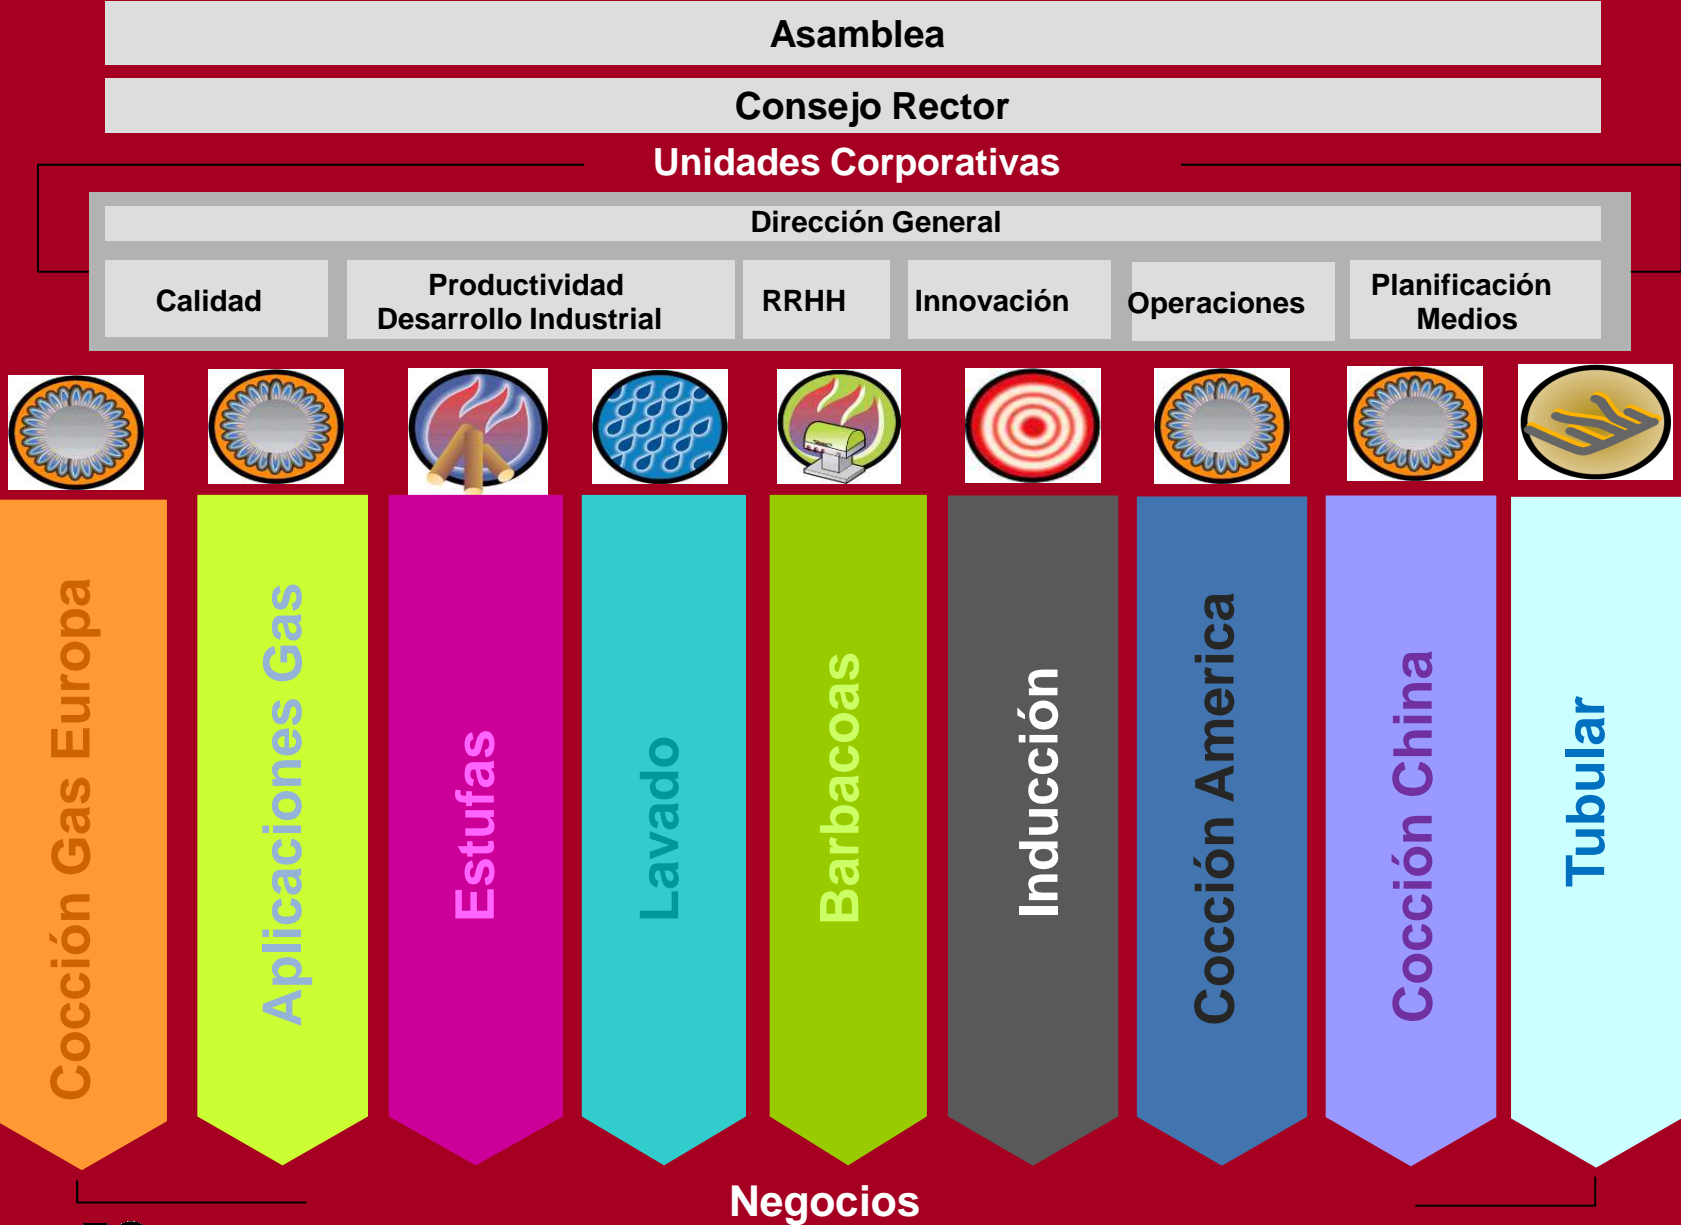 Asamblea
Consejo Rector
Unidades Corporativas
Dirección General
Calidad
Productividad
Desarrollo Industrial
RRHH
Innovación
Operaciones
Planificación
Medios
Cocción Gas Europa
Aplicaciones Gas
Estufas
Lavado
Barbacoas
Inducción
Cocción America
Cocción China
Tubular
Negocios